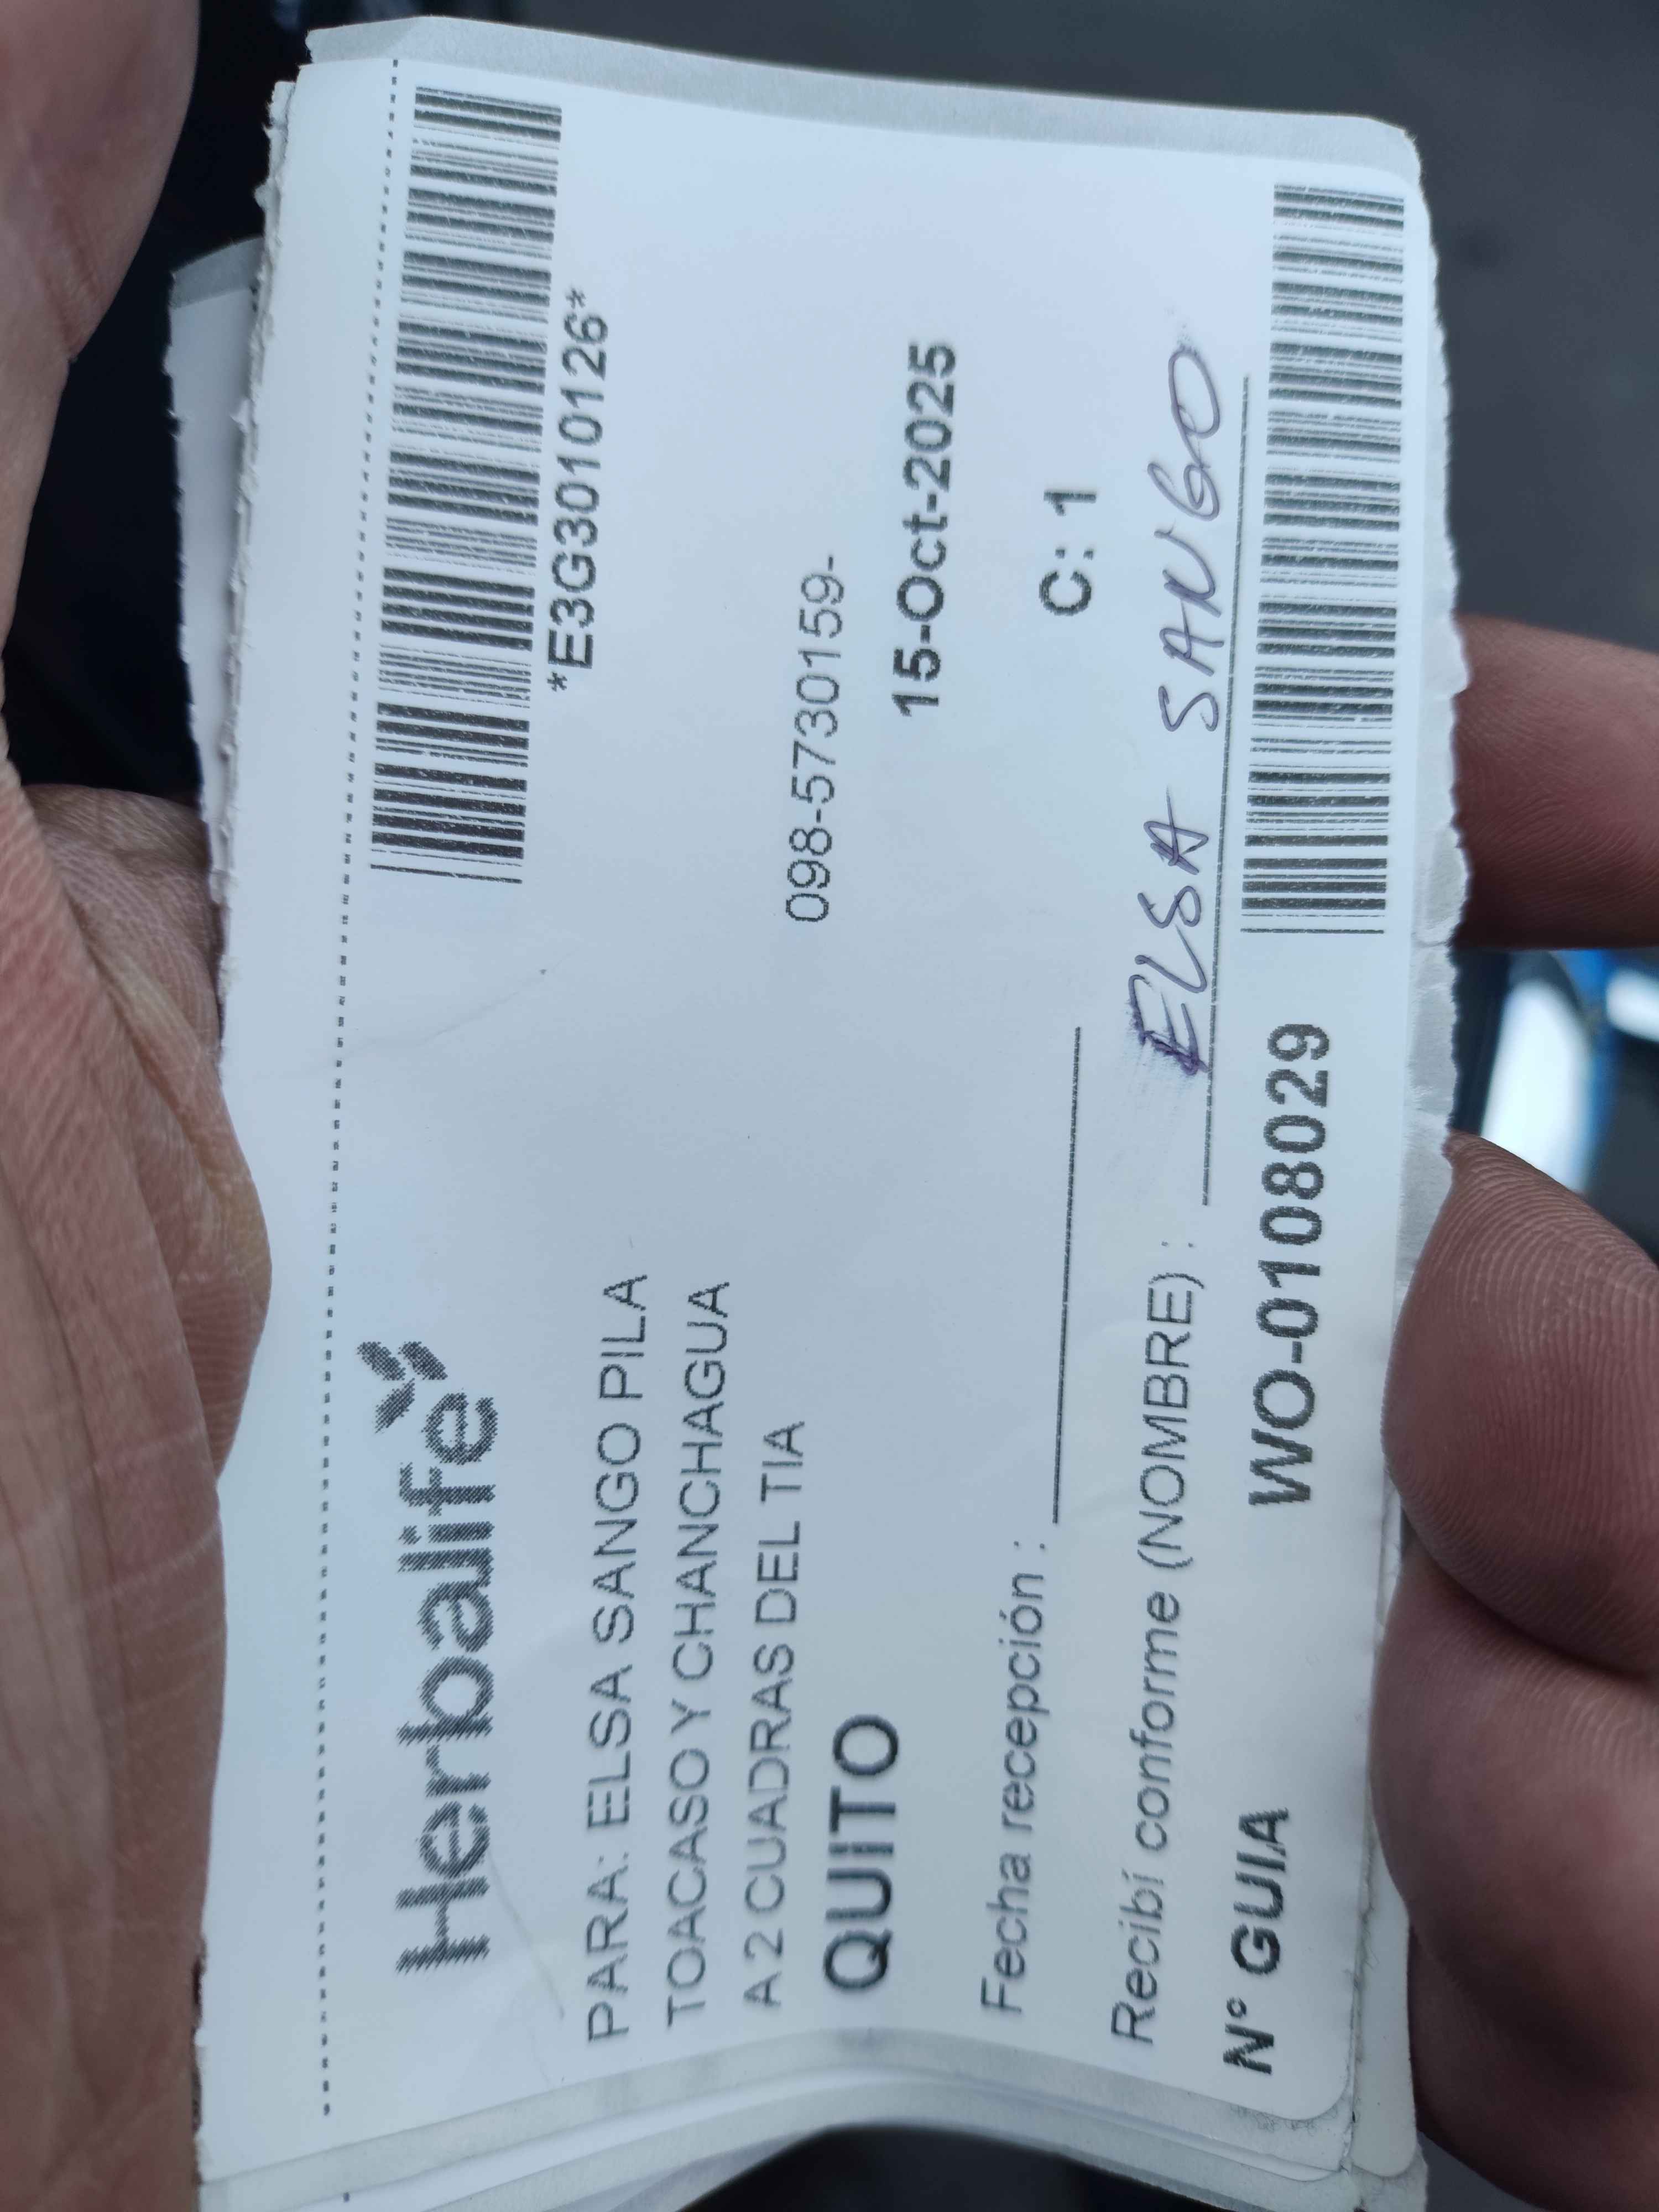 Herbalife
*E3G3010126*
PARA: ELSA SANGO PILA
TOACASO Y CHANCHAGUA
A 2 CUADRAS DEL TIA
098-5730159-
QUITO
15-Oct-2025
Fecha recepción :
C: 1
Recibí conforme (NOMBRE) : ELSA SANGO
N° GUIA WO-0108029